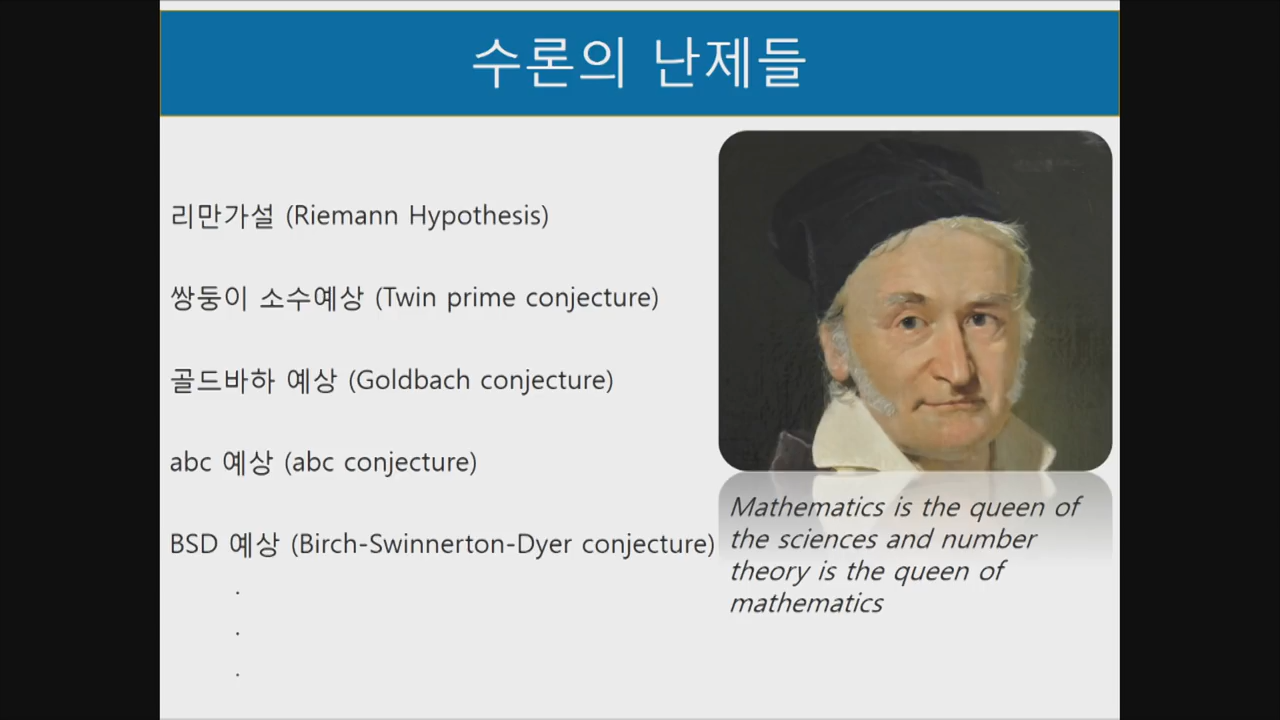 수론의 난제들
리만가설 (Riemann Hypothesis)
쌍둥이 소수예상 (Twin prime conjecture)
골드바하 예상 (Goldbach conjecture)
abc 예상 (abc conjecture)
BSD 예상 (Birch-Swinnerton-Dyer conjecture)
.
.
.
Mathematics is the queen of
the sciences and number
theory is the queen of
mathematics